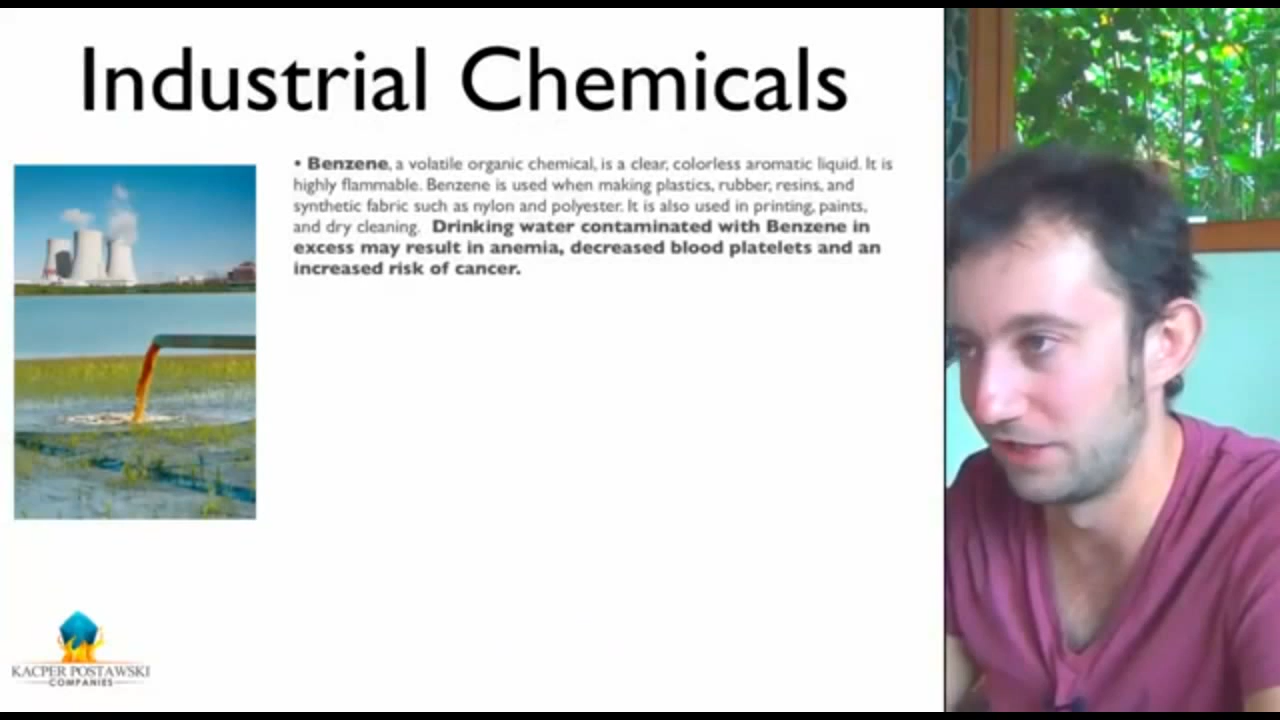 Industrial Chemicals
• Benzene, a volatile organic chemical, is a clear, colorless aromatic liquid. It is
highly flammable. Benzene is used when making plastics, rubber, resins, and
synthetic fabric such as nylon and polyester. It is also used in printing, paints,
and dry cleaning. Drinking water contaminated with Benzene in
excess may result in anemia, decreased blood platelets and an
increased risk of cancer.
KACPER POSTAWSKI
COMPANIES